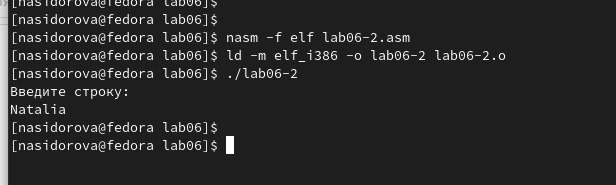 [nasidorova@fedora lab06]$
[nasidorova@fedora lab06]$
[nasidorova@fedora lab06]$ nasm -f elf lab06-2.asm
[nasidorova@fedora lab06]$ ld -m elf_i386 -o lab06-2 lab06-2.o
[nasidorova@fedora lab06]$ ./lab06-2
Введите строку:
Natalia
[nasidorova@fedora lab06]$
[nasidorova@fedora lab06]$